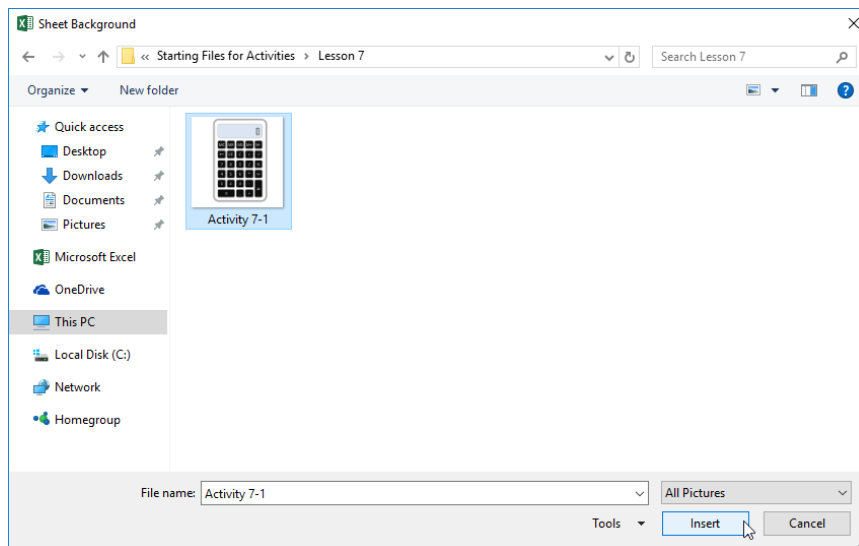 Sheet Background
« Starting Files for Activities > Lesson 7
Search Lesson 7
Organize
New folder
?
Quick access
Desktop
Downloads
Documents
Pictures
Microsoft Excel
OneDrive
This PC
Local Disk (C:)
Network
Homegroup
Activity 7-1
File name: Activity 7-1
All Pictures
Tools
Insert
Cancel